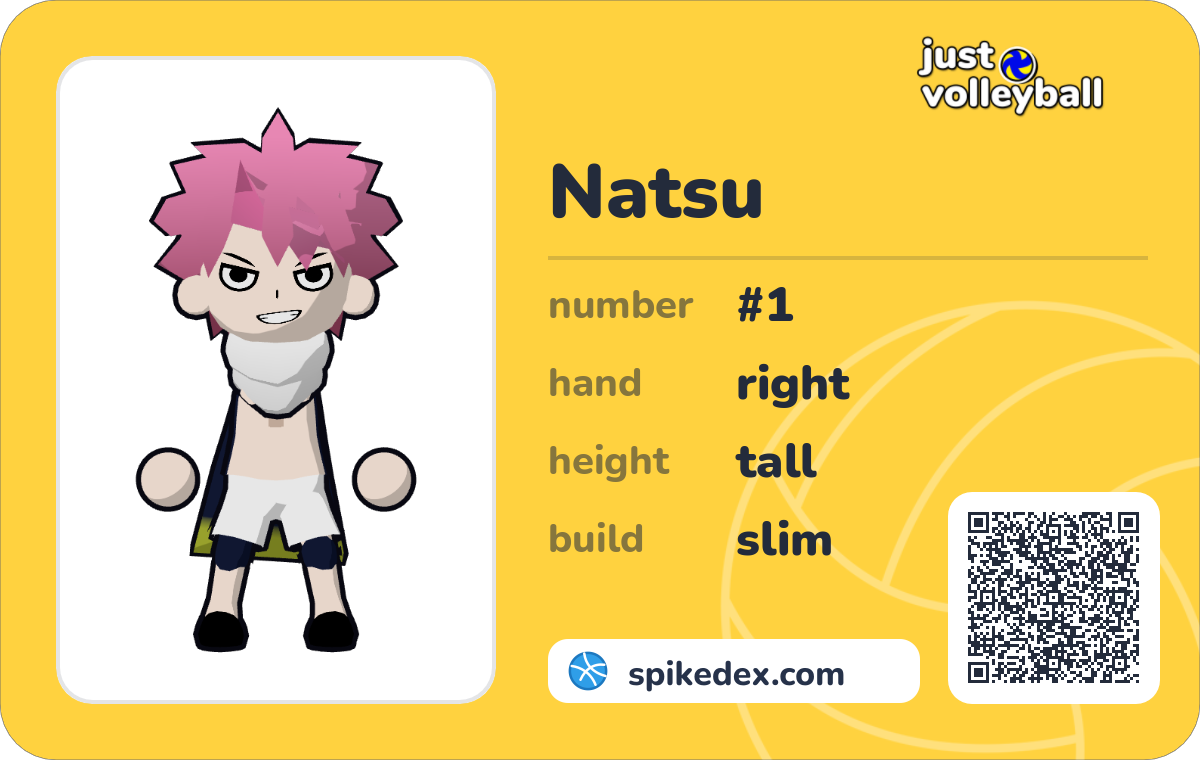 just
volleyball
Natsu
number #1
hand right
height tall
build slim
spikedex.com